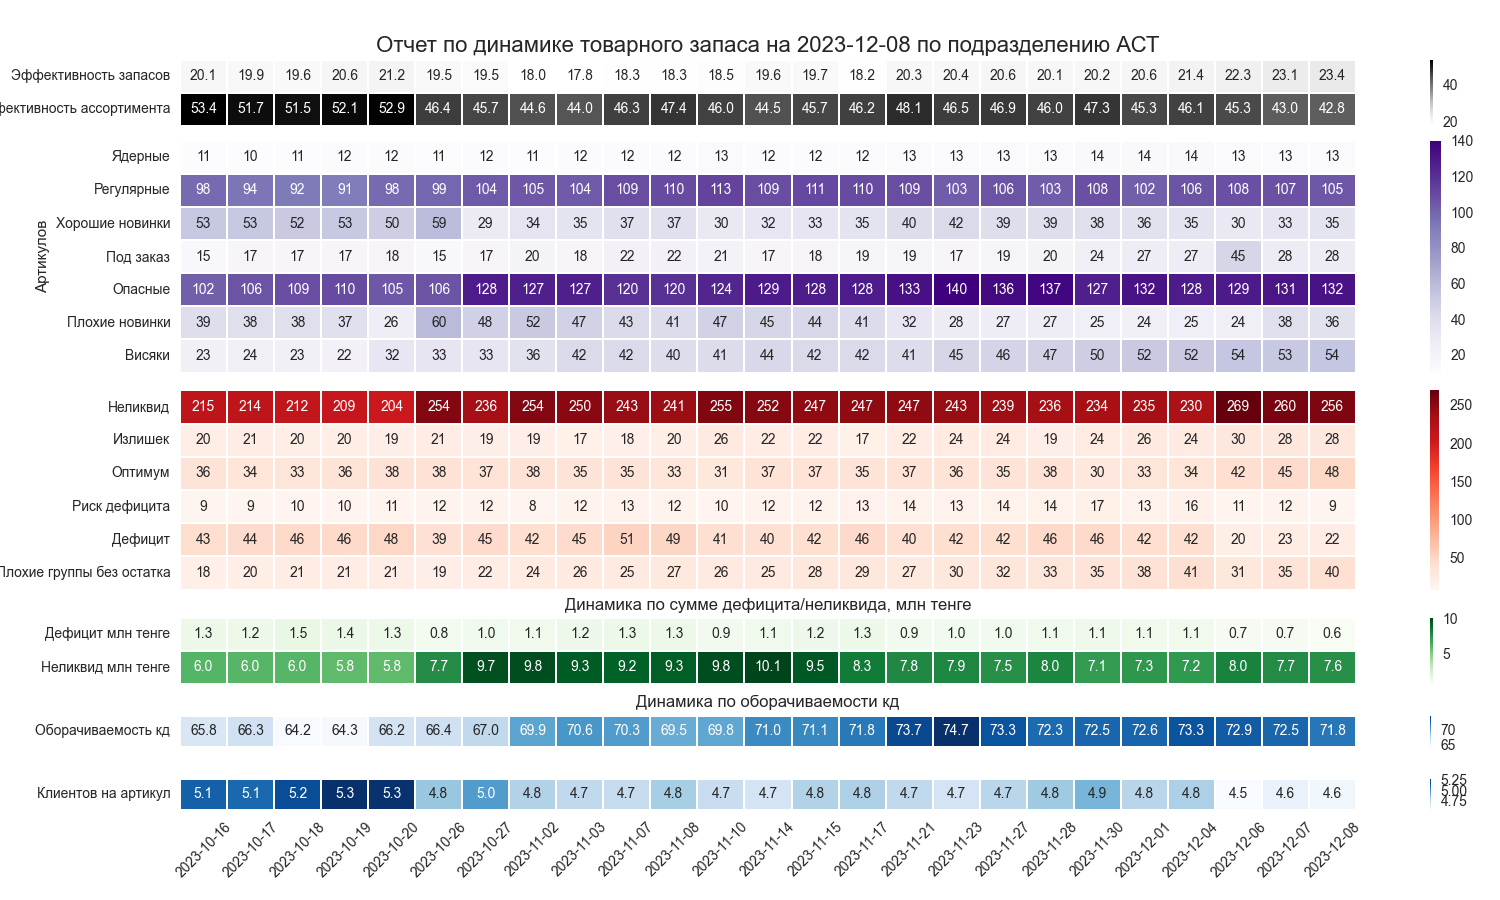 Отчет по динамике товарного запаса на 2023-12-08 по подразделению АСТ
Эффективность запасов 20.1 19.9 19.6 20.6 21.2 19.5 19.5 18.0 17.8 18.3 18.3 18.5 19.6 19.7 18.2 20.3 20.4 20.6 20.1 20.2 20.6 21.4 22.3 23.1 23.4
фективность ассортимента 53.4 51.7 51.5 52.1 52.9 46.4 45.7 44.6 44.0 46.3 47.4 46.0 44.5 45.7 46.2 48.1 46.5 46.9 46.0 47.3 45.3 46.1 45.3 43.0 42.8
40
20
Артикулов
Ядерные 11 10 11 12 12 11 12 11 12 12 12 13 12 12 12 13 13 13 13 14 14 14 13 13 13
Регулярные 98 94 92 91 98 99 104 105 104 109 110 113 109 111 110 109 103 106 103 108 102 106 108 107 105
Хорошие новинки 53 53 52 53 50 59 29 34 35 37 37 30 32 33 35 40 42 39 39 38 36 35 30 33 35
Под заказ 15 17 17 17 18 15 17 20 18 22 22 21 17 18 19 19 17 19 20 24 27 27 45 28 28
Опасные 102 106 109 110 105 106 128 127 127 120 120 124 129 128 128 133 140 136 137 127 132 128 129 131 132
Плохие новинки 39 38 38 37 26 60 48 52 47 43 41 47 45 44 41 32 28 27 27 25 24 25 24 38 36
Висяки 23 24 23 22 32 33 33 36 42 42 40 41 44 42 42 41 45 46 47 50 52 52 54 53 54
140
120
100
80
60
40
20
Неликвид 215 214 212 209 204 254 236 254 250 243 241 255 252 247 247 247 243 239 236 234 235 230 269 260 256
Излишек 20 21 20 20 19 21 19 19 17 18 20 26 22 22 17 22 24 24 19 24 26 24 30 28 28
Оптимум 36 34 33 36 38 38 37 38 35 35 33 31 37 37 35 37 36 35 38 30 33 34 42 45 48
Риск дефицита 9 9 10 10 11 12 12 8 12 13 12 10 12 12 13 14 13 14 14 17 13 16 11 12 9
Дефицит 43 44 46 46 48 39 45 42 45 51 49 41 40 42 46 40 42 42 46 46 42 42 20 23 22
Плохие группы без остатка 18 20 21 21 21 19 22 24 26 25 27 26 25 28 29 27 30 32 33 35 38 41 31 35 40
250
200
150
100
50
Динамика по сумме дефицита/неликвида, млн тенге
Дефицит млн тенге 1.3 1.2 1.5 1.4 1.3 0.8 1.0 1.1 1.2 1.3 1.3 0.9 1.1 1.2 1.3 0.9 1.0 1.0 1.1 1.1 1.1 1.1 0.7 0.7 0.6
Неликвид млн тенге 6.0 6.0 6.0 5.8 5.8 7.7 9.7 9.8 9.3 9.2 9.3 9.8 10.1 9.5 8.3 7.8 7.9 7.5 8.0 7.1 7.3 7.2 8.0 7.7 7.6
10
5
Динамика по оборачиваемости кд
Оборачиваемость кд 65.8 66.3 64.2 64.3 66.2 66.4 67.0 69.9 70.6 70.3 69.5 69.8 71.0 71.1 71.8 73.7 74.7 73.3 72.3 72.5 72.6 73.3 72.9 72.5 71.8
70
65
Клиентов на артикул 5.1 5.1 5.2 5.3 5.3 4.8 5.0 4.8 4.7 4.7 4.8 4.7 4.7 4.8 4.8 4.7 4.7 4.7 4.8 4.9 4.8 4.8 4.5 4.6 4.6
5.25
5.00
4.75
2023-10-16 2023-10-17 2023-10-18 2023-10-19 2023-10-20 2023-10-26 2023-10-27 2023-11-02 2023-11-03 2023-11-07 2023-11-08 2023-11-10 2023-11-14 2023-11-15 2023-11-17 2023-11-21 2023-11-23 2023-11-27 2023-11-28 2023-11-30 2023-12-01 2023-12-04 2023-12-06 2023-12-07 2023-12-08